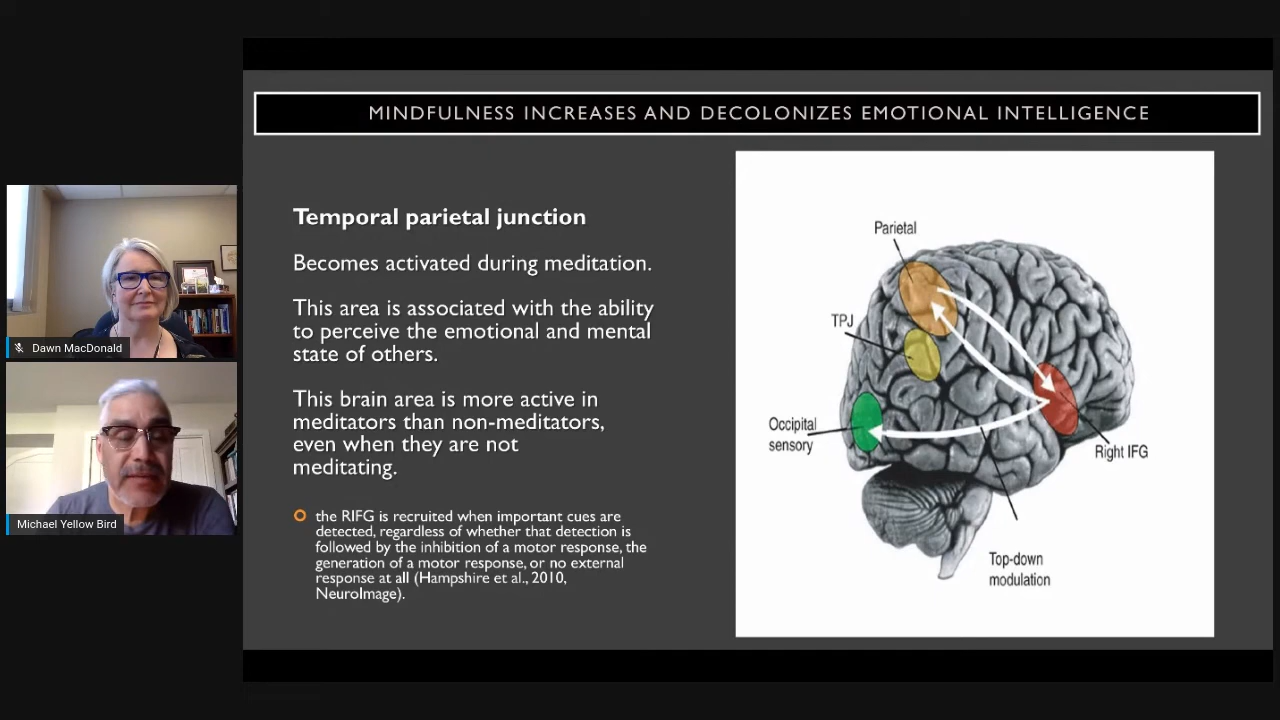 MINDFULNESS INCREASES AND DECOLONIZES EMOTIONAL INTELLIGENCE
Temporal parietal junction
Becomes activated during meditation.
This area is associated with the ability
to perceive the emotional and mental
state of others.
This brain area is more active in
meditators than non-meditators,
even when they are not
meditating.
the RIFG is recruited when important cues are
detected, regardless of whether that detection is
followed by the inhibition of a motor response, the
generation of a motor response, or no external
response at all (Hampshire et al., 2010,
NeuroImage).
Parietal
TPJ
Occipital
sensory
Right IFG
Top-down
modulation
Dawn MacDonald
Michael Yellow Bird